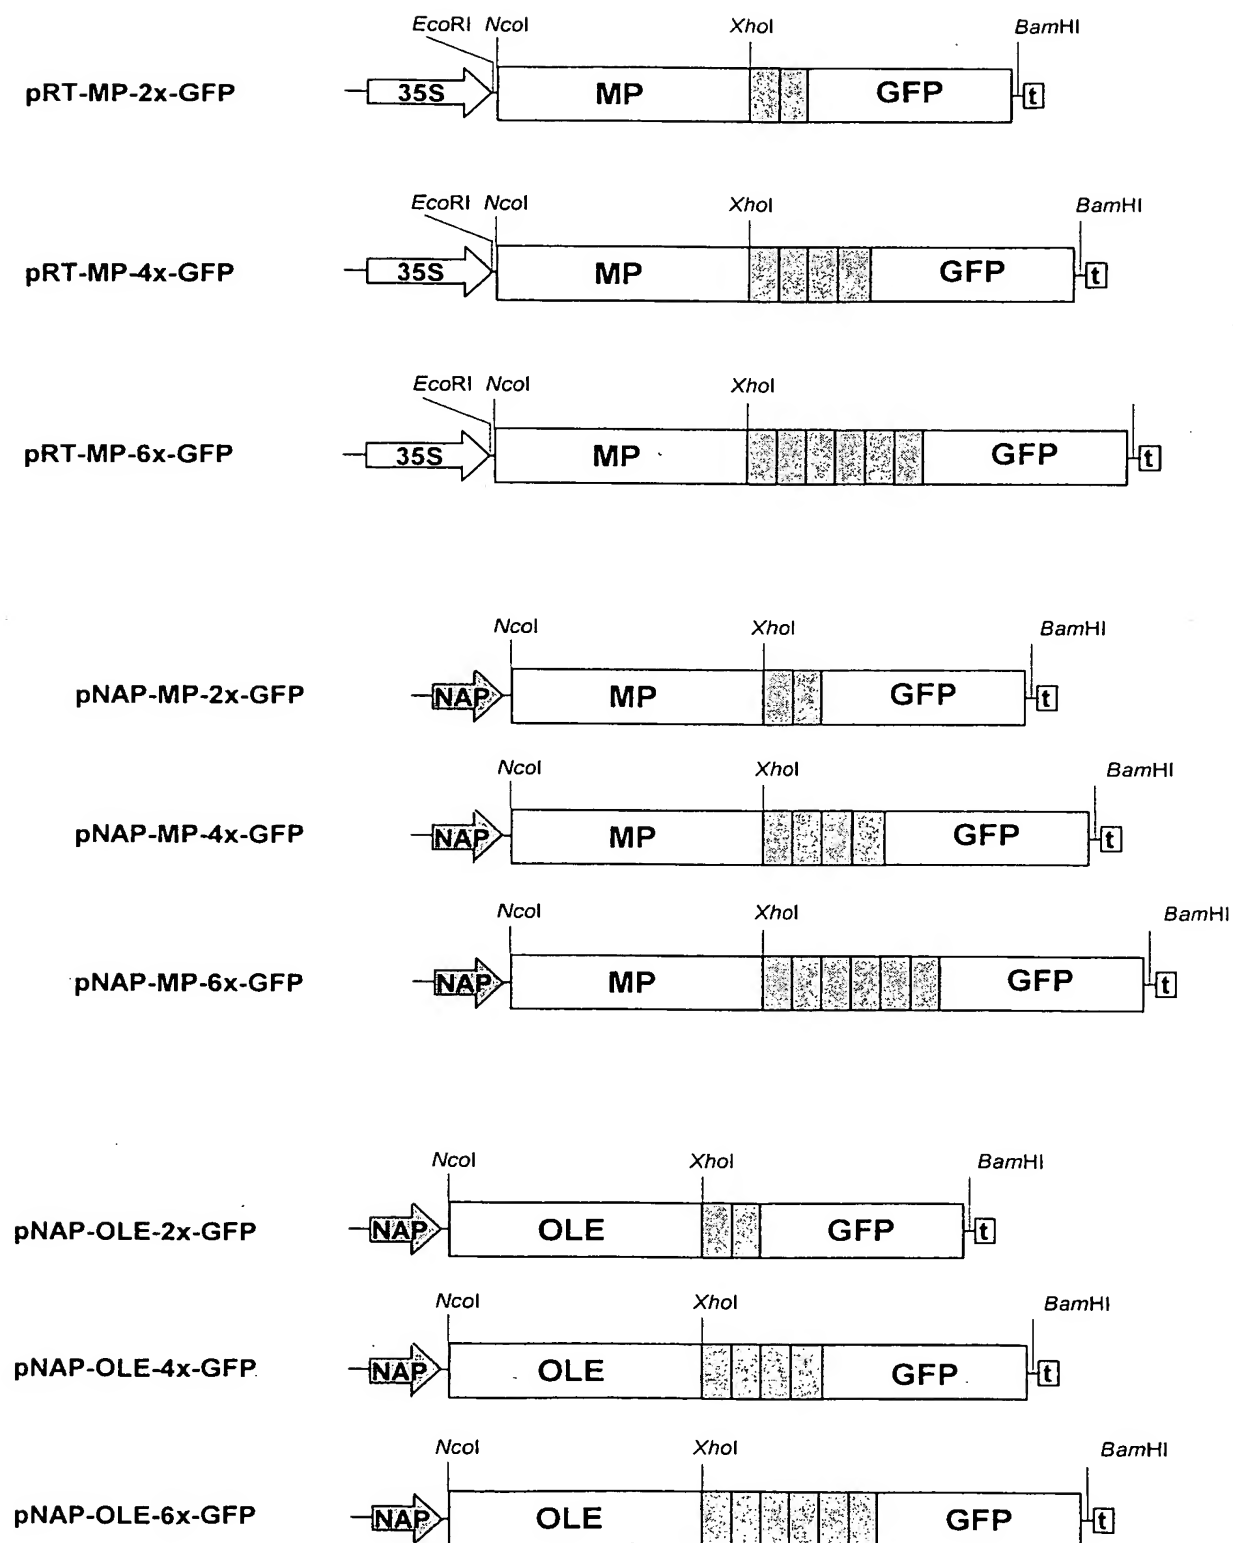 EcoRI NcoI XhoI BamHI
pRT-MP-2x-GFP 35S MP GFP t
EcoRI NcoI XhoI BamHI
pRT-MP-4x-GFP 35S MP GFP t
EcoRI NcoI XhoI
pRT-MP-6x-GFP 35S MP GFP t
NcoI XhoI BamHI
pNAP-MP-2x-GFP NAP MP GFP t
NcoI XhoI BamHI
pNAP-MP-4x-GFP NAP MP GFP t
NcoI XhoI BamHI
pNAP-MP-6x-GFP NAP MP GFP t
NcoI XhoI BamHI
pNAP-OLE-2x-GFP NAP OLE GFP t
NcoI XhoI BamHI
pNAP-OLE-4x-GFP NAP OLE GFP t
NcoI XhoI BamHI
pNAP-OLE-6x-GFP NAP OLE GFP t